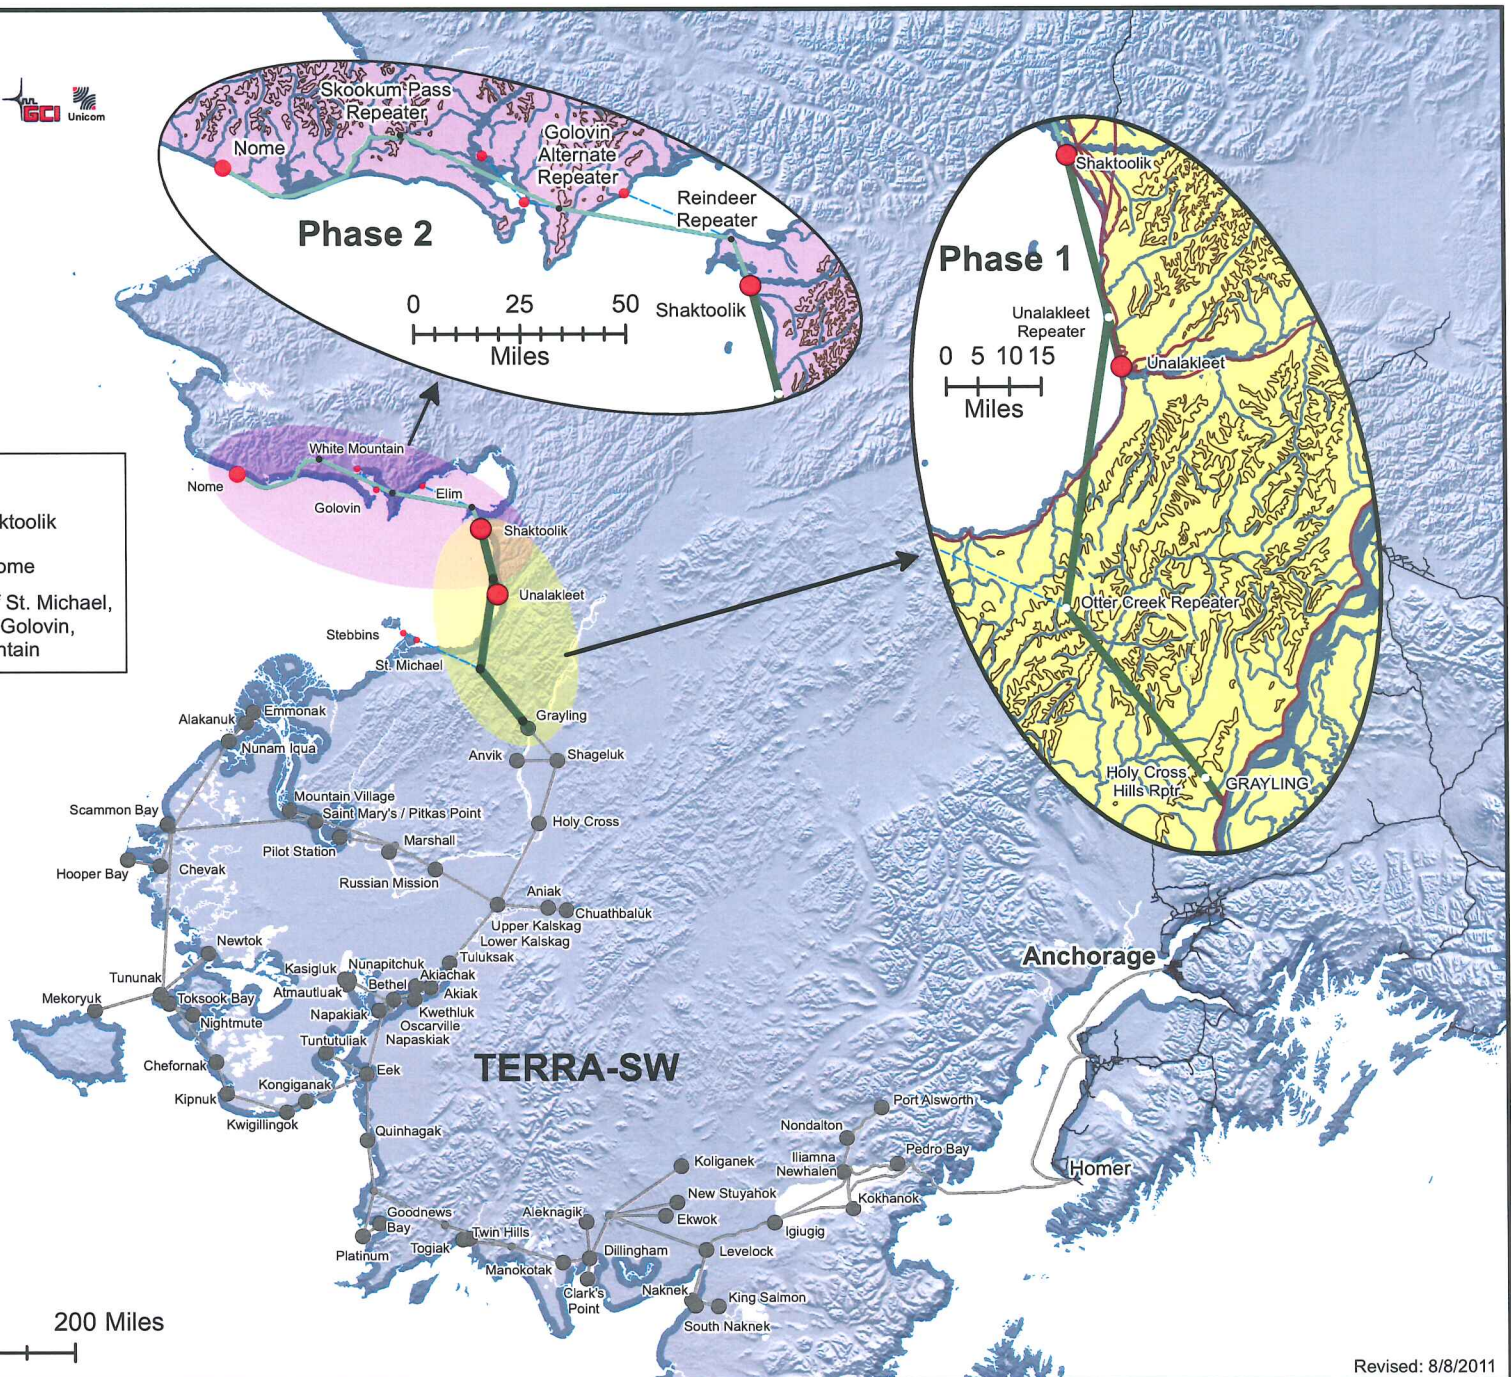 GCI
Unicom
Skookum Pass
Repeater
Nome
Golovin
Alternate
Repeater
Reindeer
Repeater
Phase 2
0 25 50
Miles
Shaktoolik
Shaktoolik
Phase 1
Unalakleet
Repeater
0 5 10 15
Miles
Unalakleet
Otter Creek Repeater
Holy Cross
Hills Rptr
GRAYLING
White Mountain
Nome
Golovin
Elim
Shaktoolik
Unalakleet
Stebbins
St. Michael
ktoolik
ome
St. Michael,
Golovin,
ntain
Grayling
Anvik
Shageluk
Alakanuk
Emmonak
Nunam Iqua
Scammon Bay
Mountain Village
Saint Mary's / Pitkas Point
Pilot Station
Marshall
Holy Cross
Hooper Bay
Chevak
Russian Mission
Aniak
Chuathbaluk
Upper Kalskag
Lower Kalskag
Tuluksak
Newtok
Tununak
Kasigluk
Nunapitchuk
Akiachak
Atmautluak
Bethel
Akiak
Mekoryuk
Toksook Bay
Nightmute
Napakiak
Kwethluk
Oscarville
Napaskiak
Tuntutuliak
Chefornak
Kongiganak
Eek
Kipnuk
Kwigillingok
Quinhagak
TERRA-SW
Anchorage
Port Alsworth
Nondalton
Iliamna
Newhalen
Pedro Bay
Homer
Koliganek
New Stuyahok
Ekwok
Kokhanok
Igiugig
Aleknagik
Goodnews
Bay
Twin Hills
Togiak
Platinum
Manokotak
Dillingham
Levelock
Clark's
Point
Naknek
King Salmon
South Naknek
200 Miles
Revised: 8/8/2011